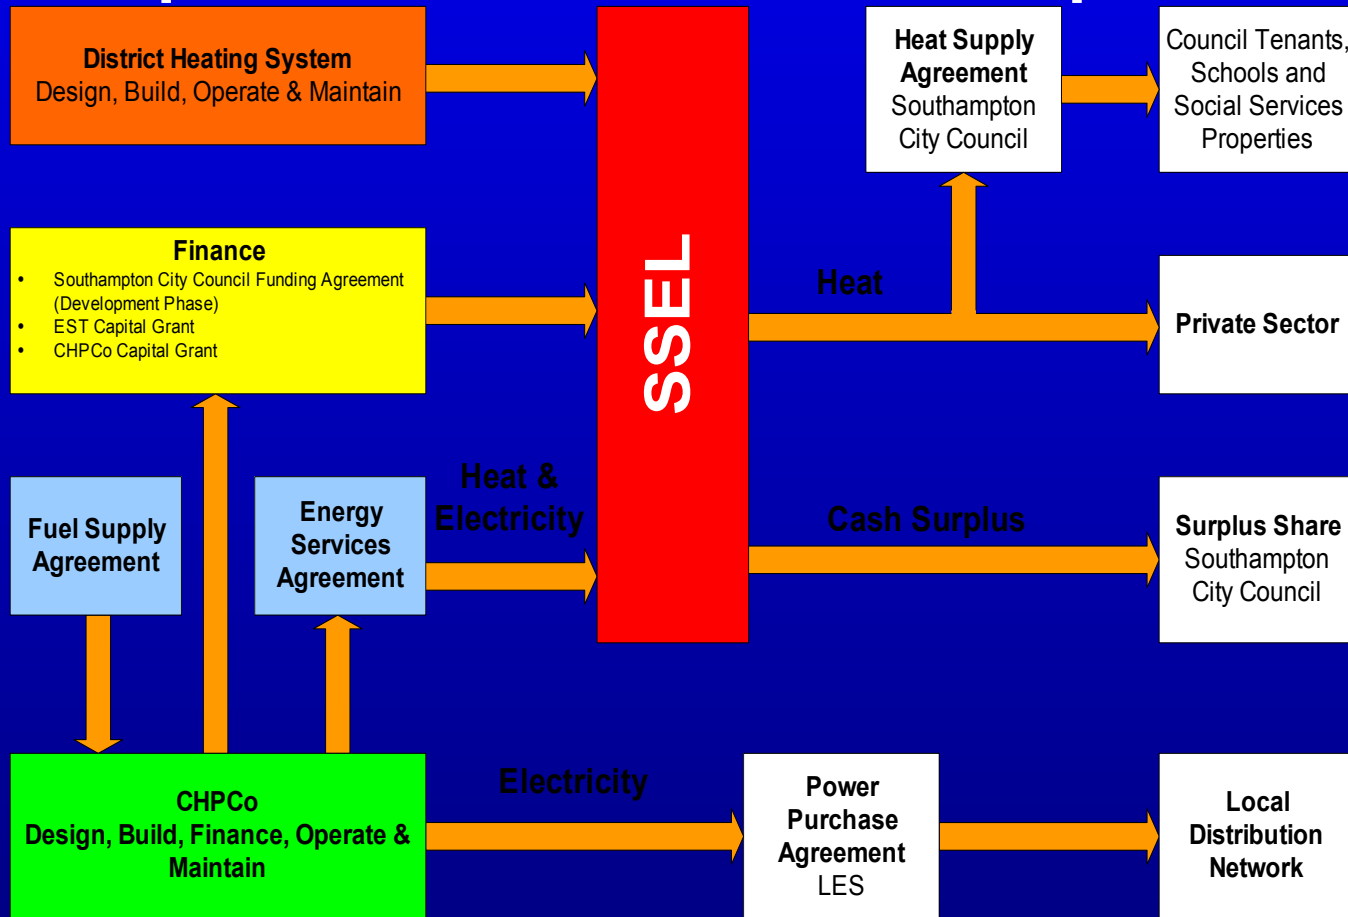 District Heating System
Design, Build, Operate & Maintain
Heat Supply
Agreement
Southampton
City Council
Council Tenants,
Schools and
Social Services
Properties
Finance
• Southampton City Council Funding Agreement
(Development Phase)
• EST Capital Grant
• CHPCo Capital Grant
SSEL
Heat
Private Sector
Fuel Supply
Agreement
Energy
Services
Agreement
Heat &
Electricity
Cash Surplus
Surplus Share
Southampton
City Council
CHPCo
Design, Build, Finance, Operate &
Maintain
Electricity
Power
Purchase
Agreement
LES
Local
Distribution
Network